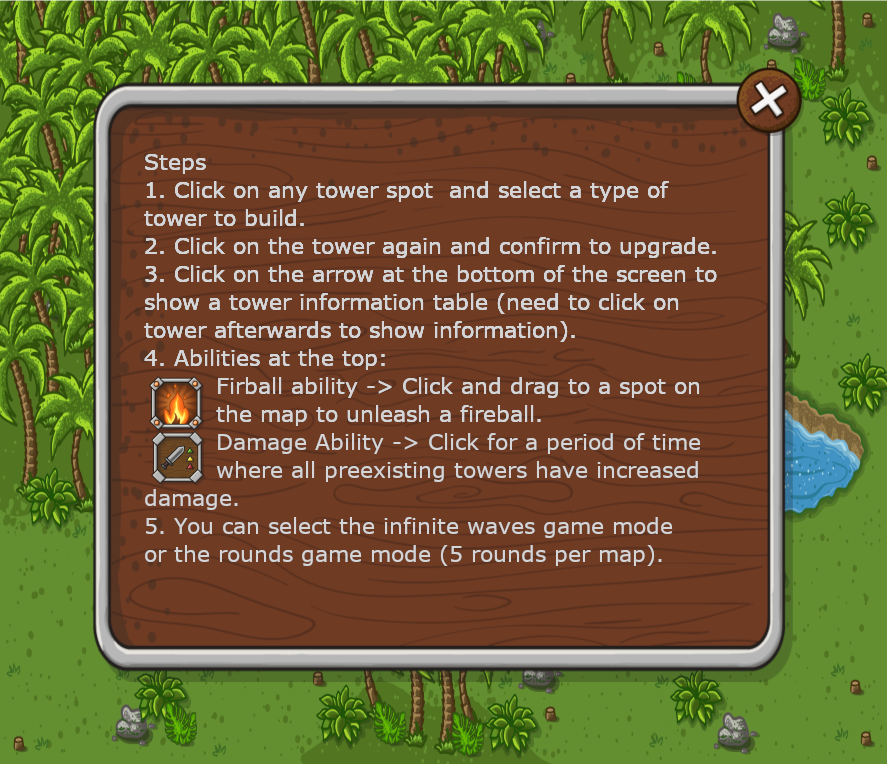 Steps
1. Click on any tower spot  and select a type of
tower to build.
2. Click on the tower again and confirm to upgrade.
3. Click on the arrow at the bottom of the screen to
show a tower information table (need to click on
tower afterwards to show information).
4. Abilities at the top:
Firball ability -> Click and drag to a spot on
the map to unleash a fireball.
Damage Ability -> Click for a period of time
where all preexisting towers have increased
damage.
5. You can select the infinite waves game mode
or the rounds game mode (5 rounds per map).